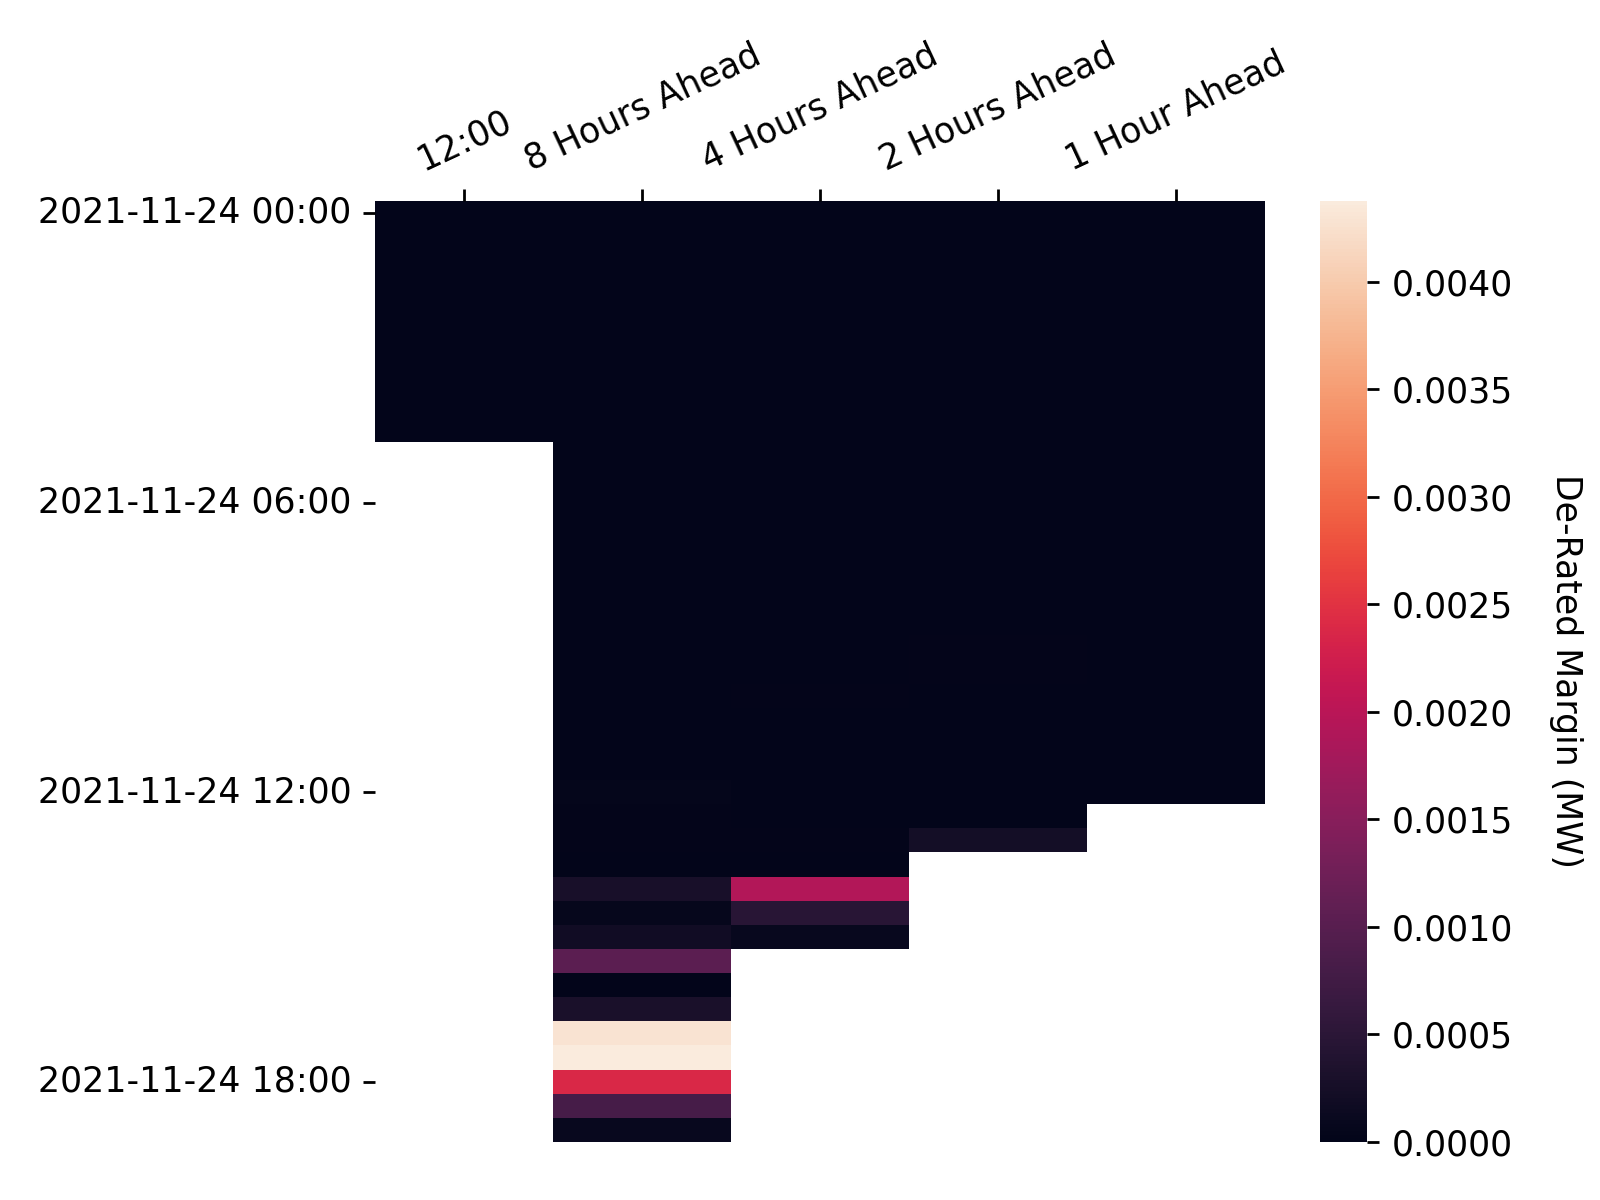 12:00
8 Hours Ahead
4 Hours Ahead
2 Hours Ahead
1 Hour Ahead
2021-11-24 00:00
2021-11-24 06:00
2021-11-24 12:00
2021-11-24 18:00
0.0040
0.0035
0.0030
0.0025
0.0020
0.0015
0.0010
0.0005
0.0000
De-Rated Margin (MW)